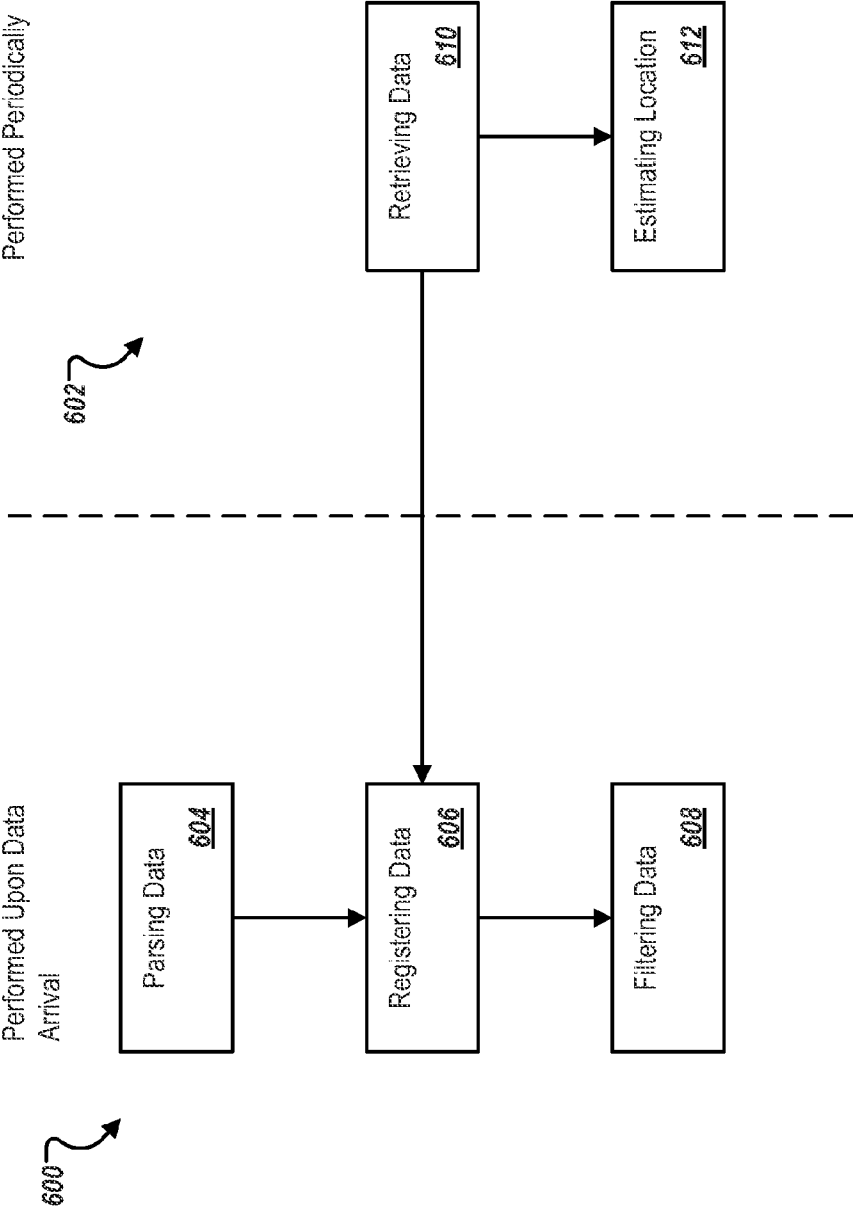 Performed Upon Data
Arrival
Performed Periodically
600
602
Parsing Data
604
Registering Data
606
Filtering Data
608
Retrieving Data
610
Estimating Location
612